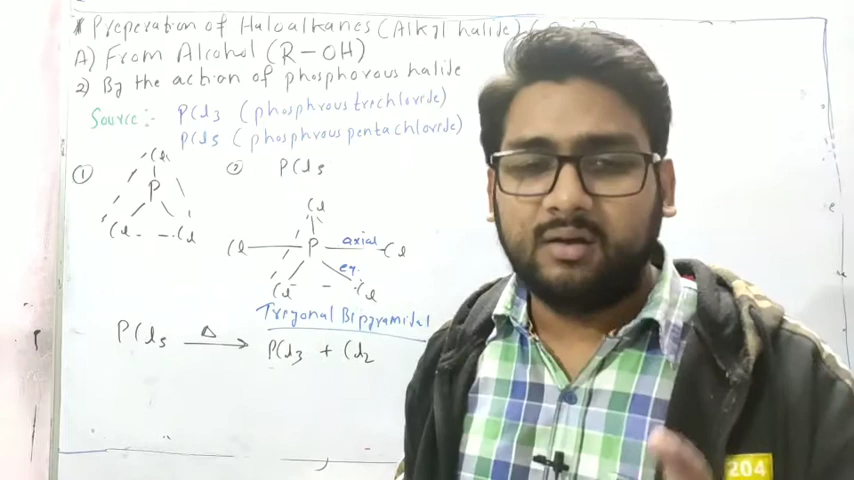 Preperation of Haloalkanes (Alkyl halide)
A) From Alcohol (R-OH)
2) By the action of phosphorous halide
Source:- PCl3 (phosphrous trichloride)
PCl5 (phosphrous pentachloride)
① ② PCl5
Cl
P
Cl Cl
Cl
Cl P axial Cl
eq.
Cl Cl
Trigonal Bipyramidal
PCl5 Δ → PCl3 + Cl2
204